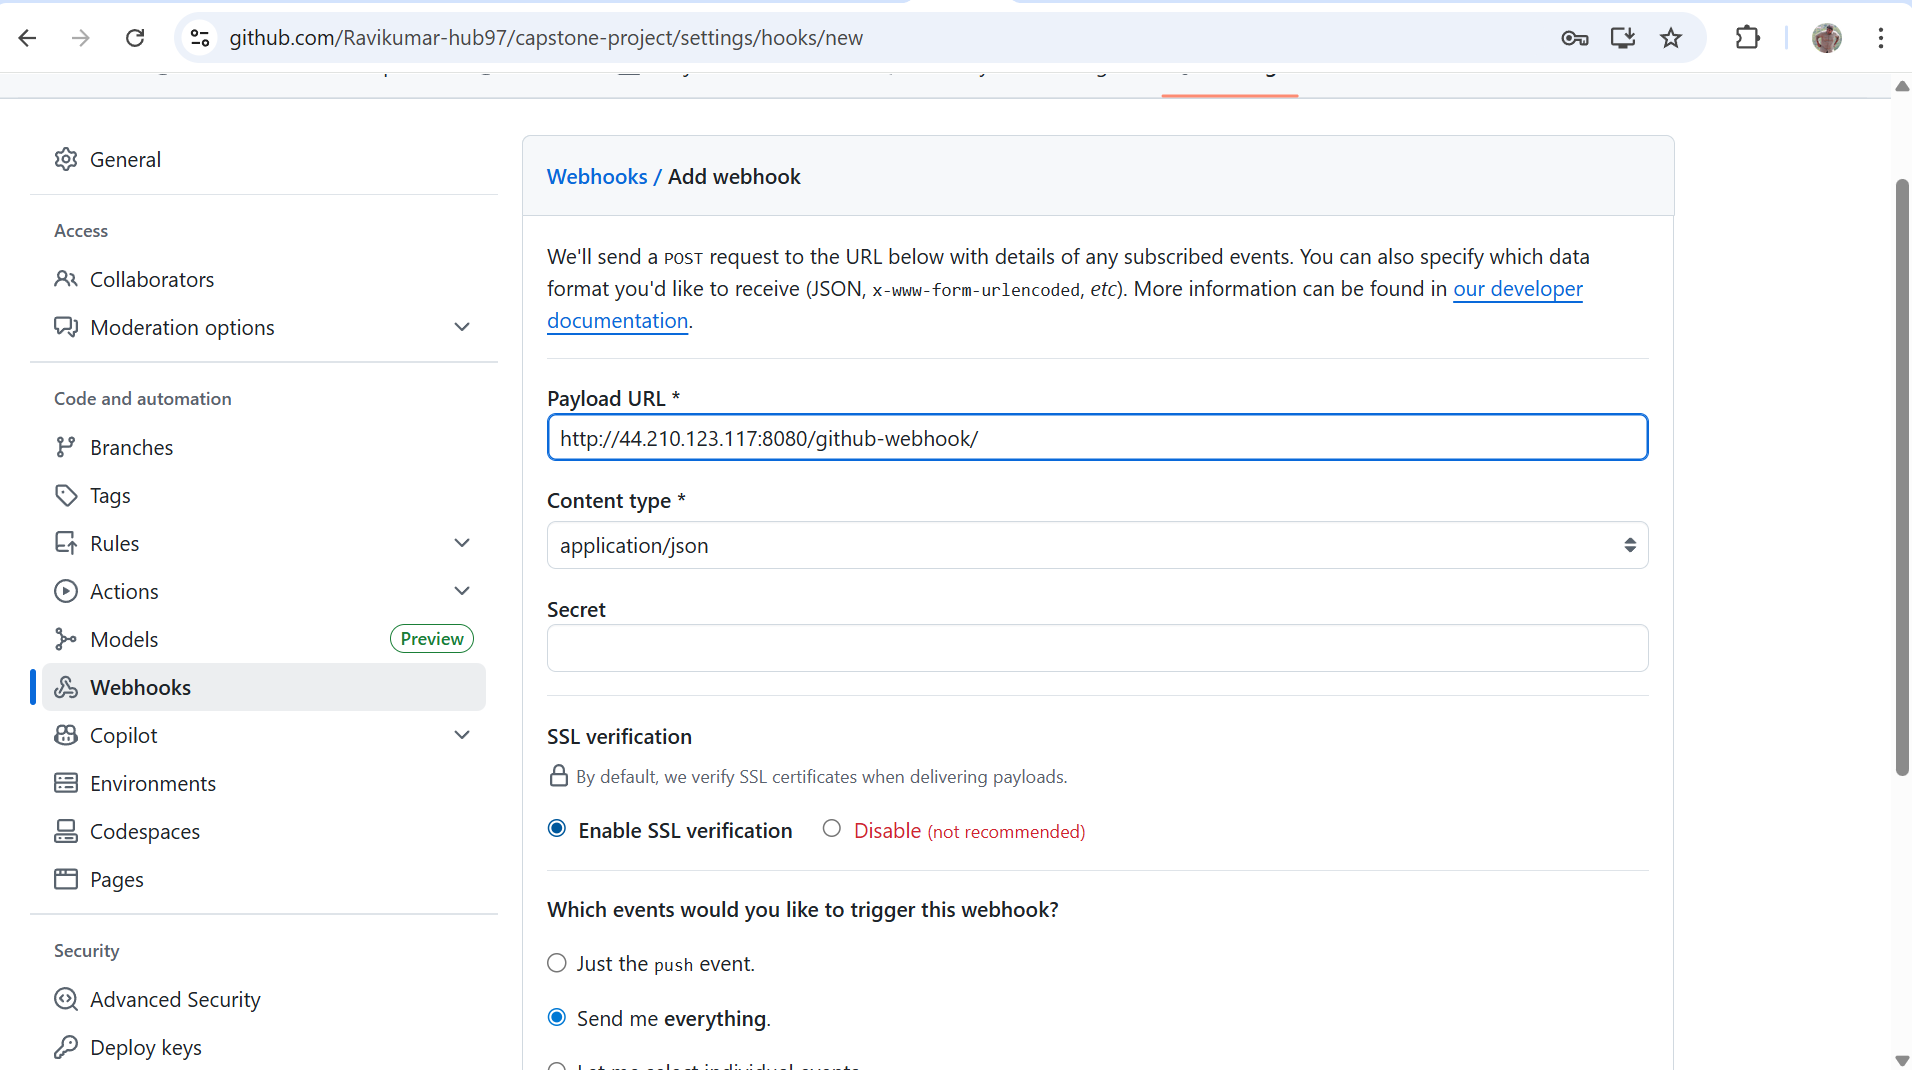 github.com/Ravikumar-hub97/capstone-project/settings/hooks/new
General
Access
Collaborators
Moderation options
Code and automation
Branches
Tags
Rules
Actions
Models
Preview
Webhooks
Copilot
Environments
Codespaces
Pages
Security
Advanced Security
Deploy keys
Webhooks / Add webhook
We'll send a POST request to the URL below with details of any subscribed events. You can also specify which data
format you'd like to receive (JSON, x-www-form-urlencoded, etc). More information can be found in our developer
documentation.
Payload URL *
http://44.210.123.117:8080/github-webhook/
Content type *
application/json
Secret
SSL verification
By default, we verify SSL certificates when delivering payloads.
Enable SSL verification
Disable (not recommended)
Which events would you like to trigger this webhook?
Just the push event.
Send me everything.
Let me select individual events.